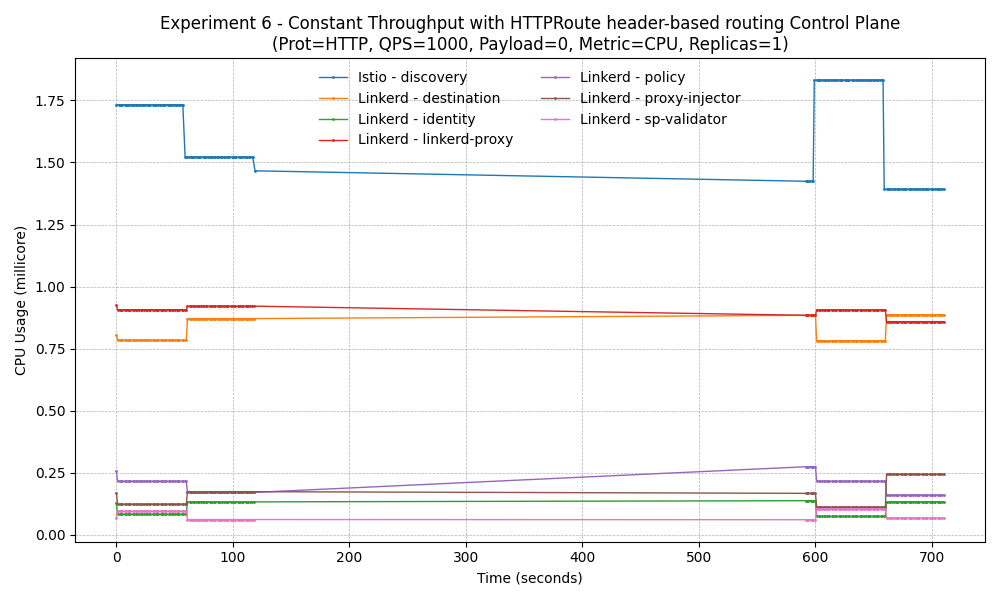 Experiment 6 - Constant Throughput with HTTPRoute header-based routing Control Plane
(Prot=HTTP, QPS=1000, Payload=0, Metric=CPU, Replicas=1)
Istio - discovery
Linkerd - destination
Linkerd - identity
Linkerd - linkerd-proxy
Linkerd - policy
Linkerd - proxy-injector
Linkerd - sp-validator
CPU Usage (millicore)
1.75
1.50
1.25
1.00
0.75
0.50
0.25
0.00
0 100 200 300 400 500 600 700
Time (seconds)